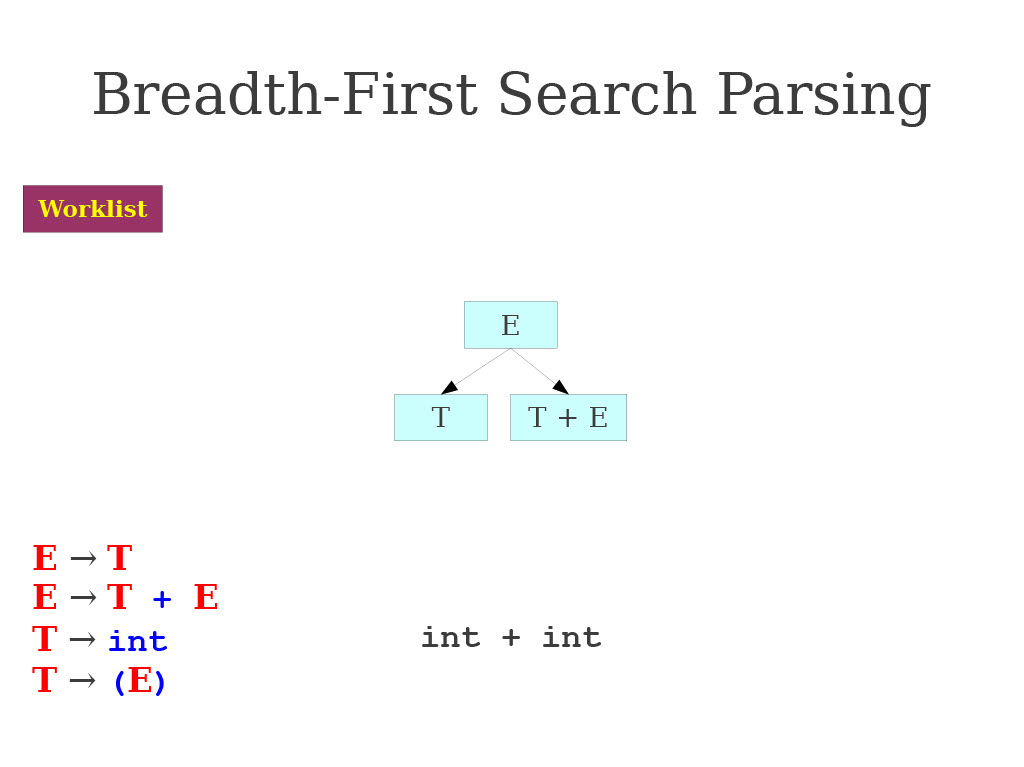 Breadth-First Search Parsing
Worklist
E
T
T + E
E → T
E → T + E
T → int
T → (E)
int + int